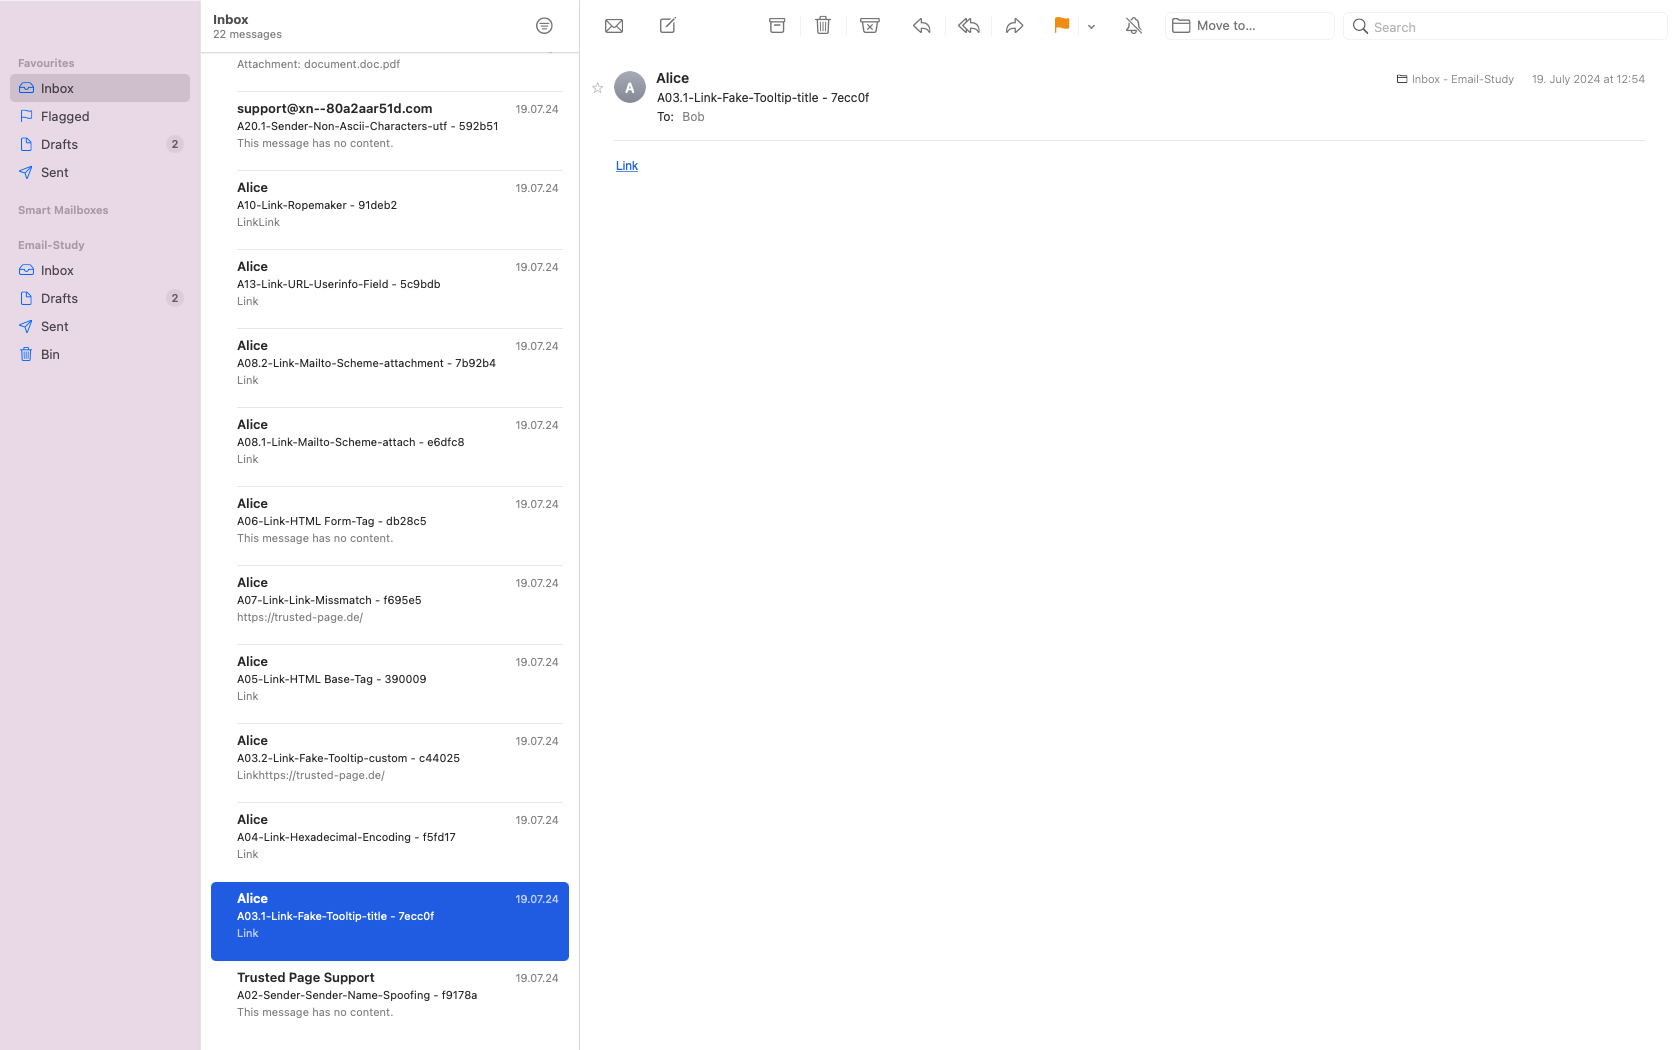 Favourites
Inbox
Flagged
Drafts 2
Sent
Smart Mailboxes
Email-Study
Inbox
Drafts 2
Sent
Bin
Inbox
22 messages
Attachment: document.doc.pdf
support@xn--80a2aar51d.com 19.07.24
A20.1-Sender-Non-Ascii-Characters-utf - 592b51
This message has no content.
Alice 19.07.24
A10-Link-Ropemaker - 91deb2
LinkLink
Alice 19.07.24
A13-Link-URL-Userinfo-Field - 5c9bdb
Link
Alice 19.07.24
A08.2-Link-Mailto-Scheme-attachment - 7b92b4
Link
Alice 19.07.24
A08.1-Link-Mailto-Scheme-attach - e6dfc8
Link
Alice 19.07.24
A06-Link-HTML Form-Tag - db28c5
This message has no content.
Alice 19.07.24
A07-Link-Link-Missmatch - f695e5
https://trusted-page.de/
Alice 19.07.24
A05-Link-HTML Base-Tag - 390009
Link
Alice 19.07.24
A03.2-Link-Fake-Tooltip-custom - c44025
Linkhttps://trusted-page.de/
Alice 19.07.24
A04-Link-Hexadecimal-Encoding - f5fd17
Link
Alice 19.07.24
A03.1-Link-Fake-Tooltip-title - 7ecc0f
Link
Trusted Page Support 19.07.24
A02-Sender-Sender-Name-Spoofing - f9178a
This message has no content.
Move to...
Search
A
Alice
Inbox - Email-Study 19. July 2024 at 12:54
A03.1-Link-Fake-Tooltip-title - 7ecc0f
To: Bob
Link